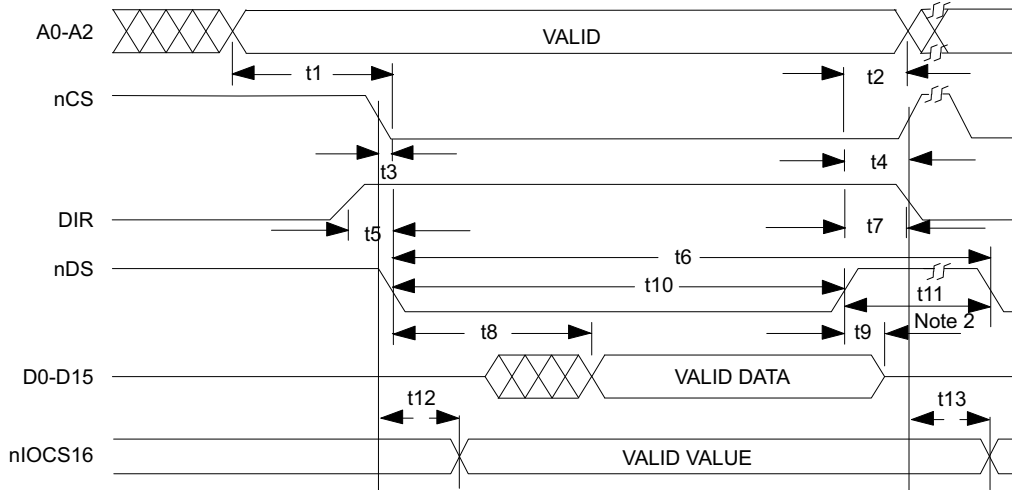 A0-A2
VALID
t1
t2
nCS
t3
t4
DIR
t5
t7
t6
nDS
t10
t11
Note 2
t8
t9
D0-D15
VALID DATA
t12
t13
nIOCS16
VALID VALUE